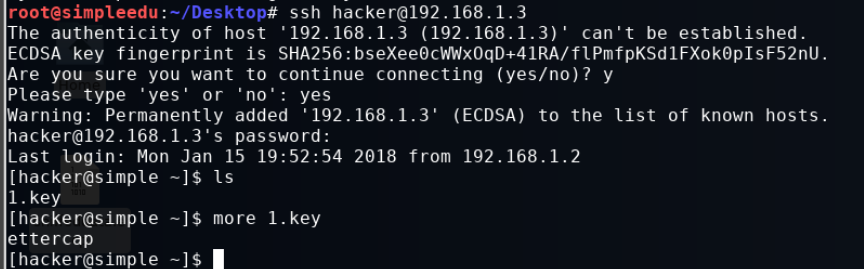 root@simpleedu:~/Desktop# ssh hacker@192.168.1.3
The authenticity of host '192.168.1.3 (192.168.1.3)' can't be established.
ECDSA key fingerprint is SHA256:bseXee0cWWxOqD+41RA/flPmfpKSd1FXok0pIsF52nU.
Are you sure you want to continue connecting (yes/no)? y
Please type 'yes' or 'no': yes
Warning: Permanently added '192.168.1.3' (ECDSA) to the list of known hosts.
hacker@192.168.1.3's password:
Last login: Mon Jan 15 19:52:54 2018 from 192.168.1.2
[hacker@simple ~]$ ls
1.key
[hacker@simple ~]$ more 1.key
ettercap
[hacker@simple ~]$